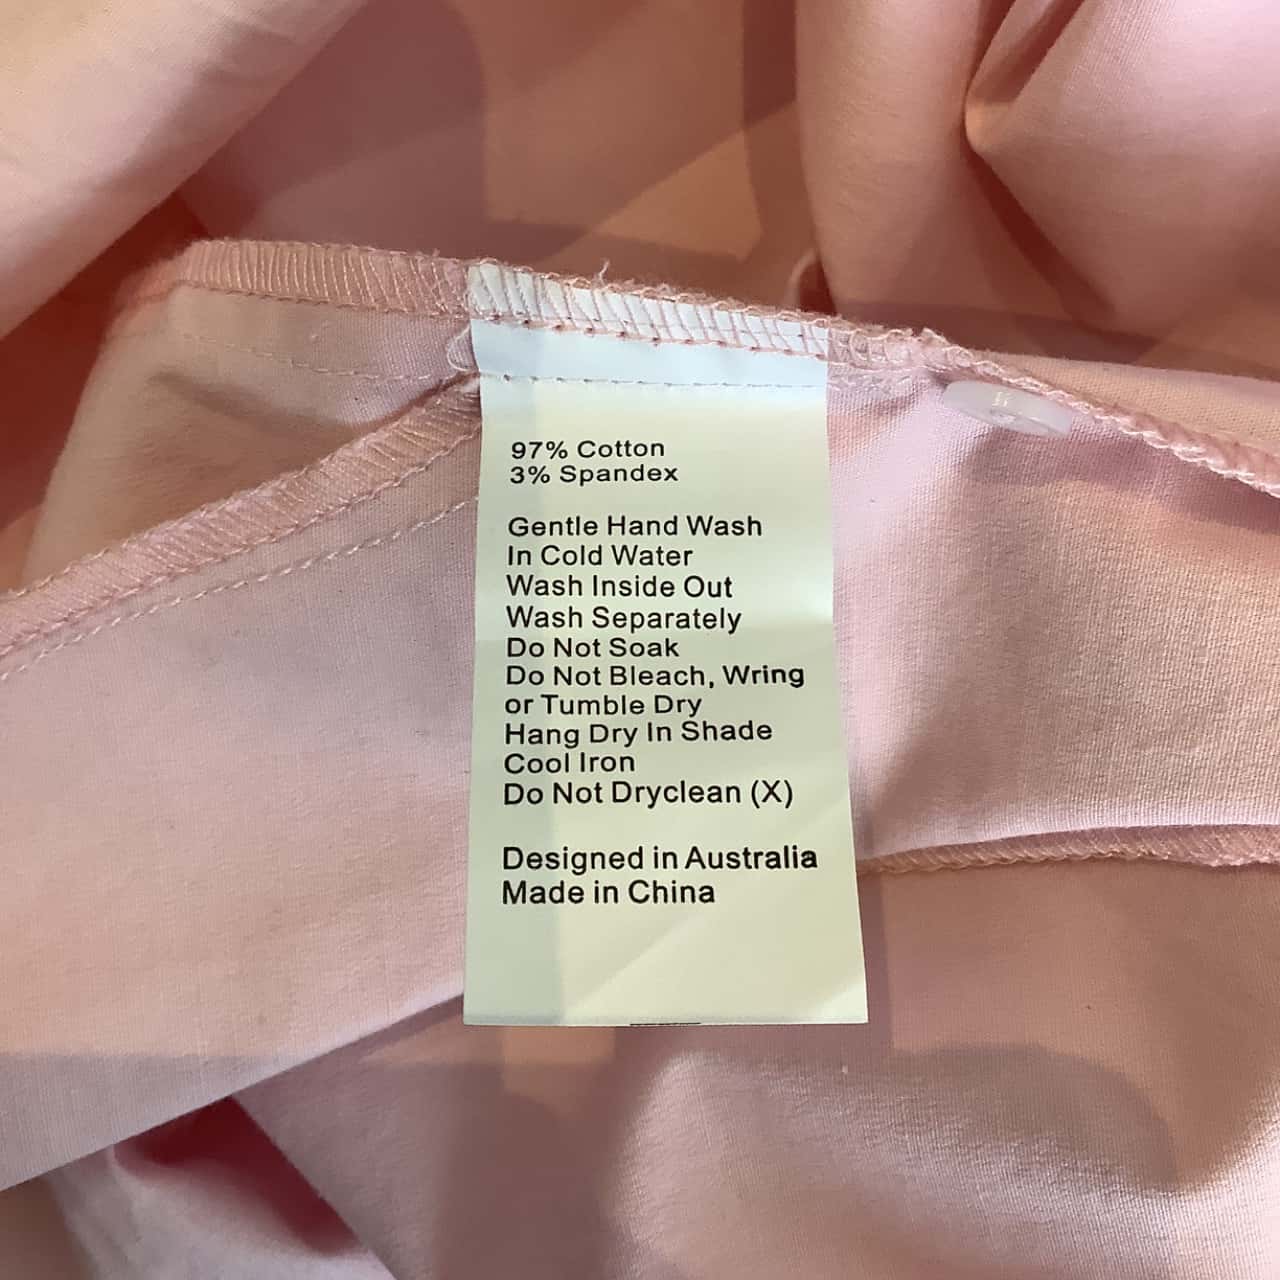 97% Cotton
3% Spandex
Gentle Hand Wash
In Cold Water
Wash Inside Out
Wash Separately
Do Not Soak
Do Not Bleach, Wring
or Tumble Dry
Hang Dry In Shade
Cool Iron
Do Not Dryclean (X)
Designed in Australia
Made in China